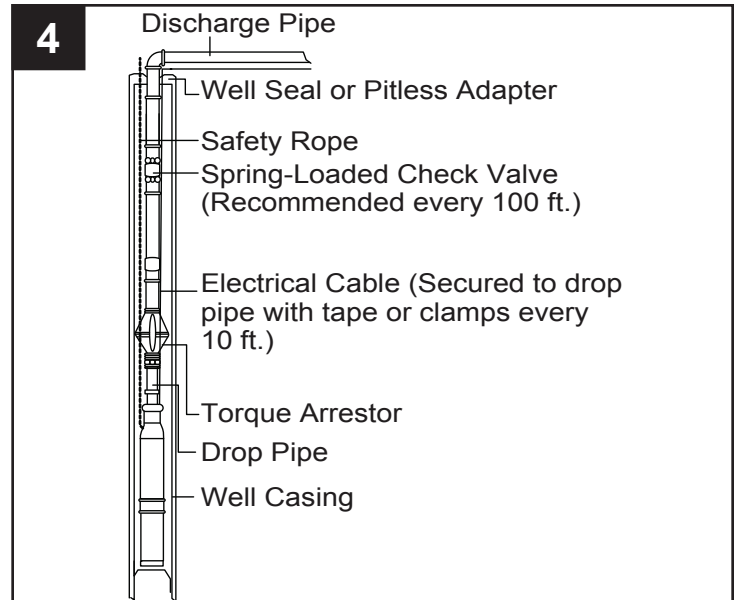 4
Discharge Pipe
Well Seal or Pitless Adapter
Safety Rope
Spring-Loaded Check Valve
(Recommended every 100 ft.)
Electrical Cable (Secured to drop
pipe with tape or clamps every
10 ft.)
Torque Arrestor
Drop Pipe
Well Casing